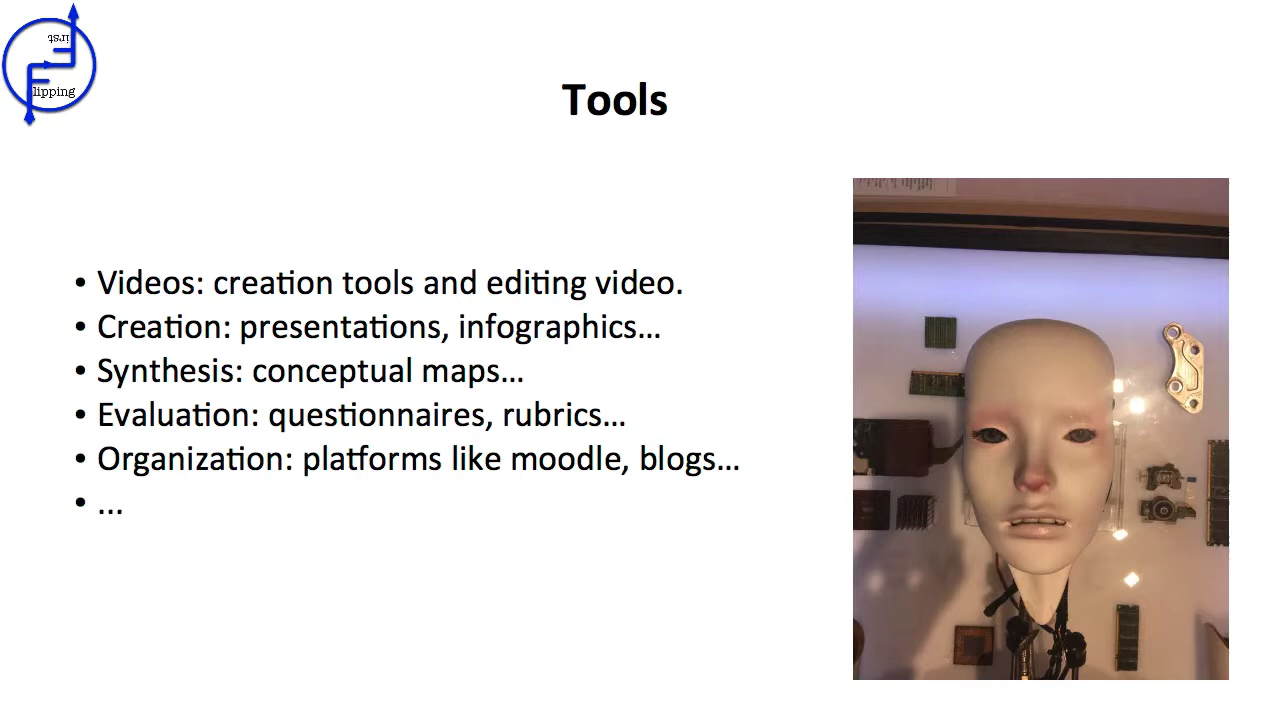 irst
lipping
Tools
• Videos: creation tools and editing video.
• Creation: presentations, infographics...
• Synthesis: conceptual maps...
• Evaluation: questionnaires, rubrics...
• Organization: platforms like moodle, blogs...
• ...